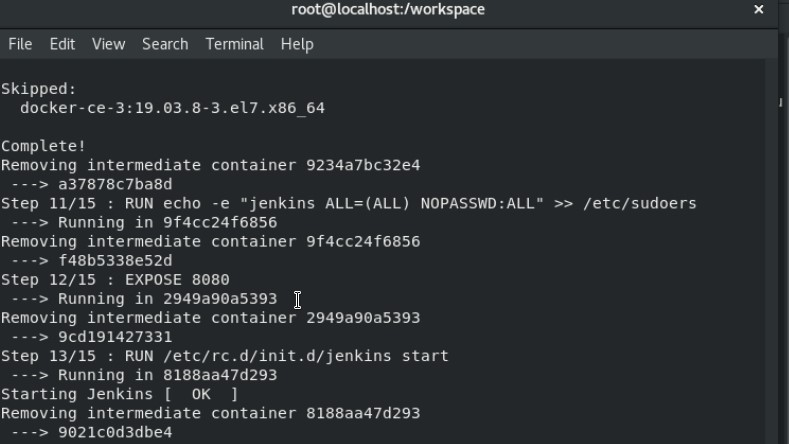 root@localhost:/workspace ×
File Edit View Search Terminal Help
Skipped:
docker-ce-3:19.03.8-3.el7.x86_64
Complete!
Removing intermediate container 9234a7bc32e4
---> a37878c7ba8d
Step 11/15 : RUN echo -e "jenkins ALL=(ALL) NOPASSWD:ALL" >> /etc/sudoers
---> Running in 9f4cc24f6856
Removing intermediate container 9f4cc24f6856
---> f48b5338e52d
Step 12/15 : EXPOSE 8080
---> Running in 2949a90a5393
Removing intermediate container 2949a90a5393
---> 9cd191427331
Step 13/15 : RUN /etc/rc.d/init.d/jenkins start
---> Running in 8188aa47d293
Starting Jenkins [  OK  ]
Removing intermediate container 8188aa47d293
---> 9021c0d3dbe4